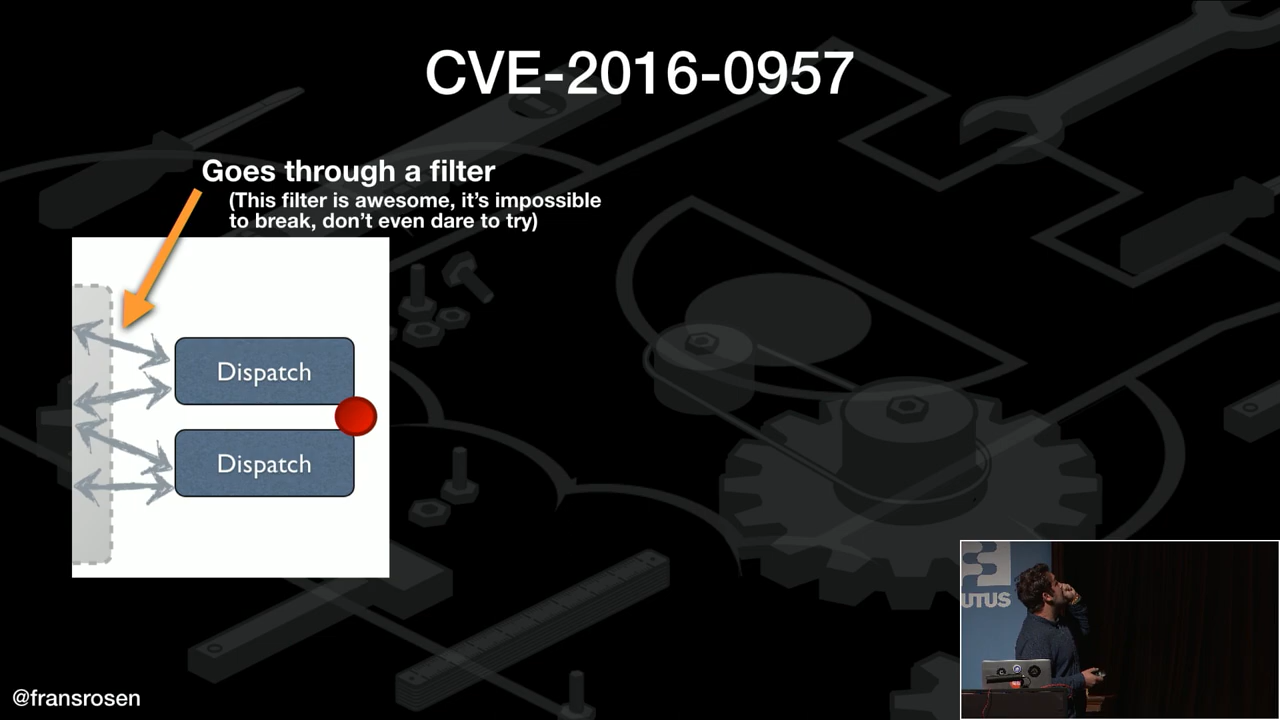 CVE-2016-0957
Goes through a filter
(This filter is awesome, it’s impossible
to break, don’t even dare to try)
Dispatch
Dispatch
UTUS
@fransrosen